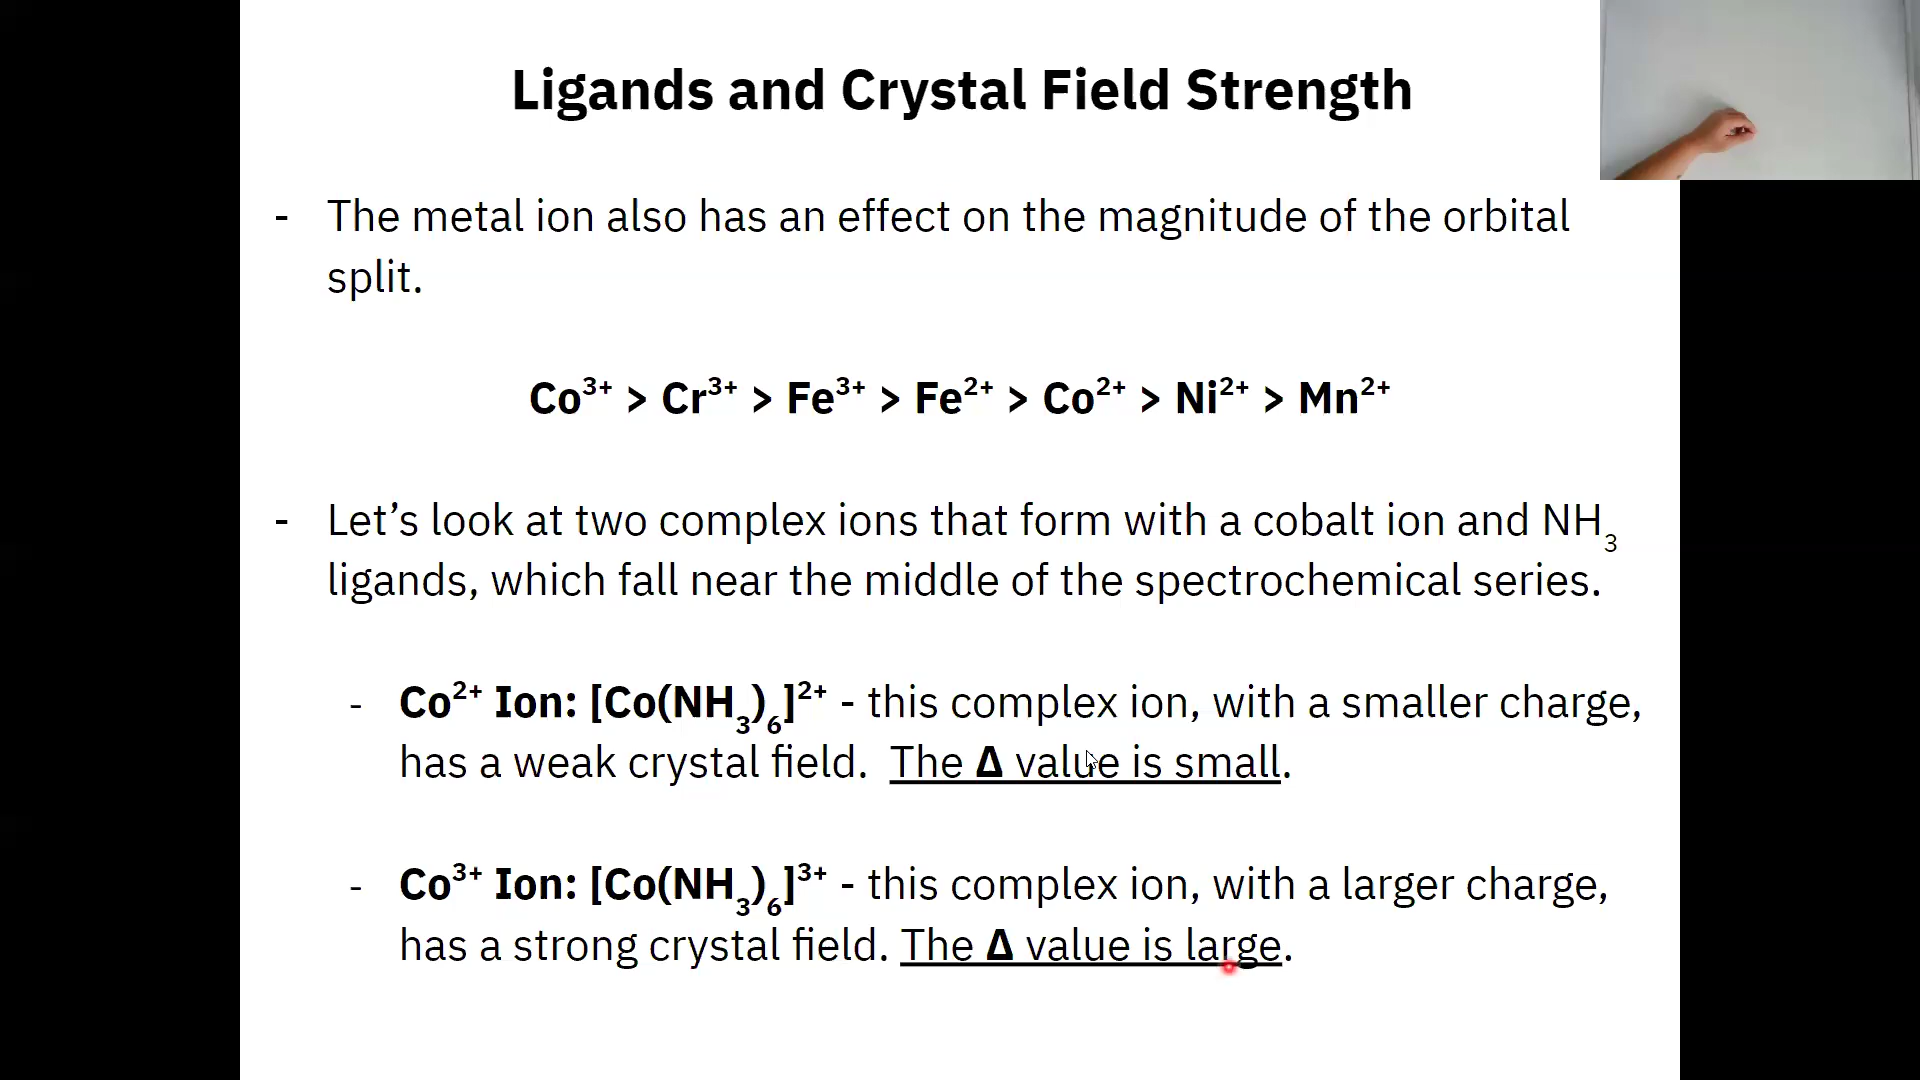 Ligands and Crystal Field Strength
- The metal ion also has an effect on the magnitude of the orbital
split.
Co³⁺ > Cr³⁺ > Fe³⁺ > Fe²⁺ > Co²⁺ > Ni²⁺ > Mn²⁺
- Let’s look at two complex ions that form with a cobalt ion and NH₃
ligands, which fall near the middle of the spectrochemical series.
- Co²⁺ Ion: [Co(NH₃)₆]²⁺ - this complex ion, with a smaller charge,
has a weak crystal field. The Δ value is small.
- Co³⁺ Ion: [Co(NH₃)₆]³⁺ - this complex ion, with a larger charge,
has a strong crystal field. The Δ value is large.